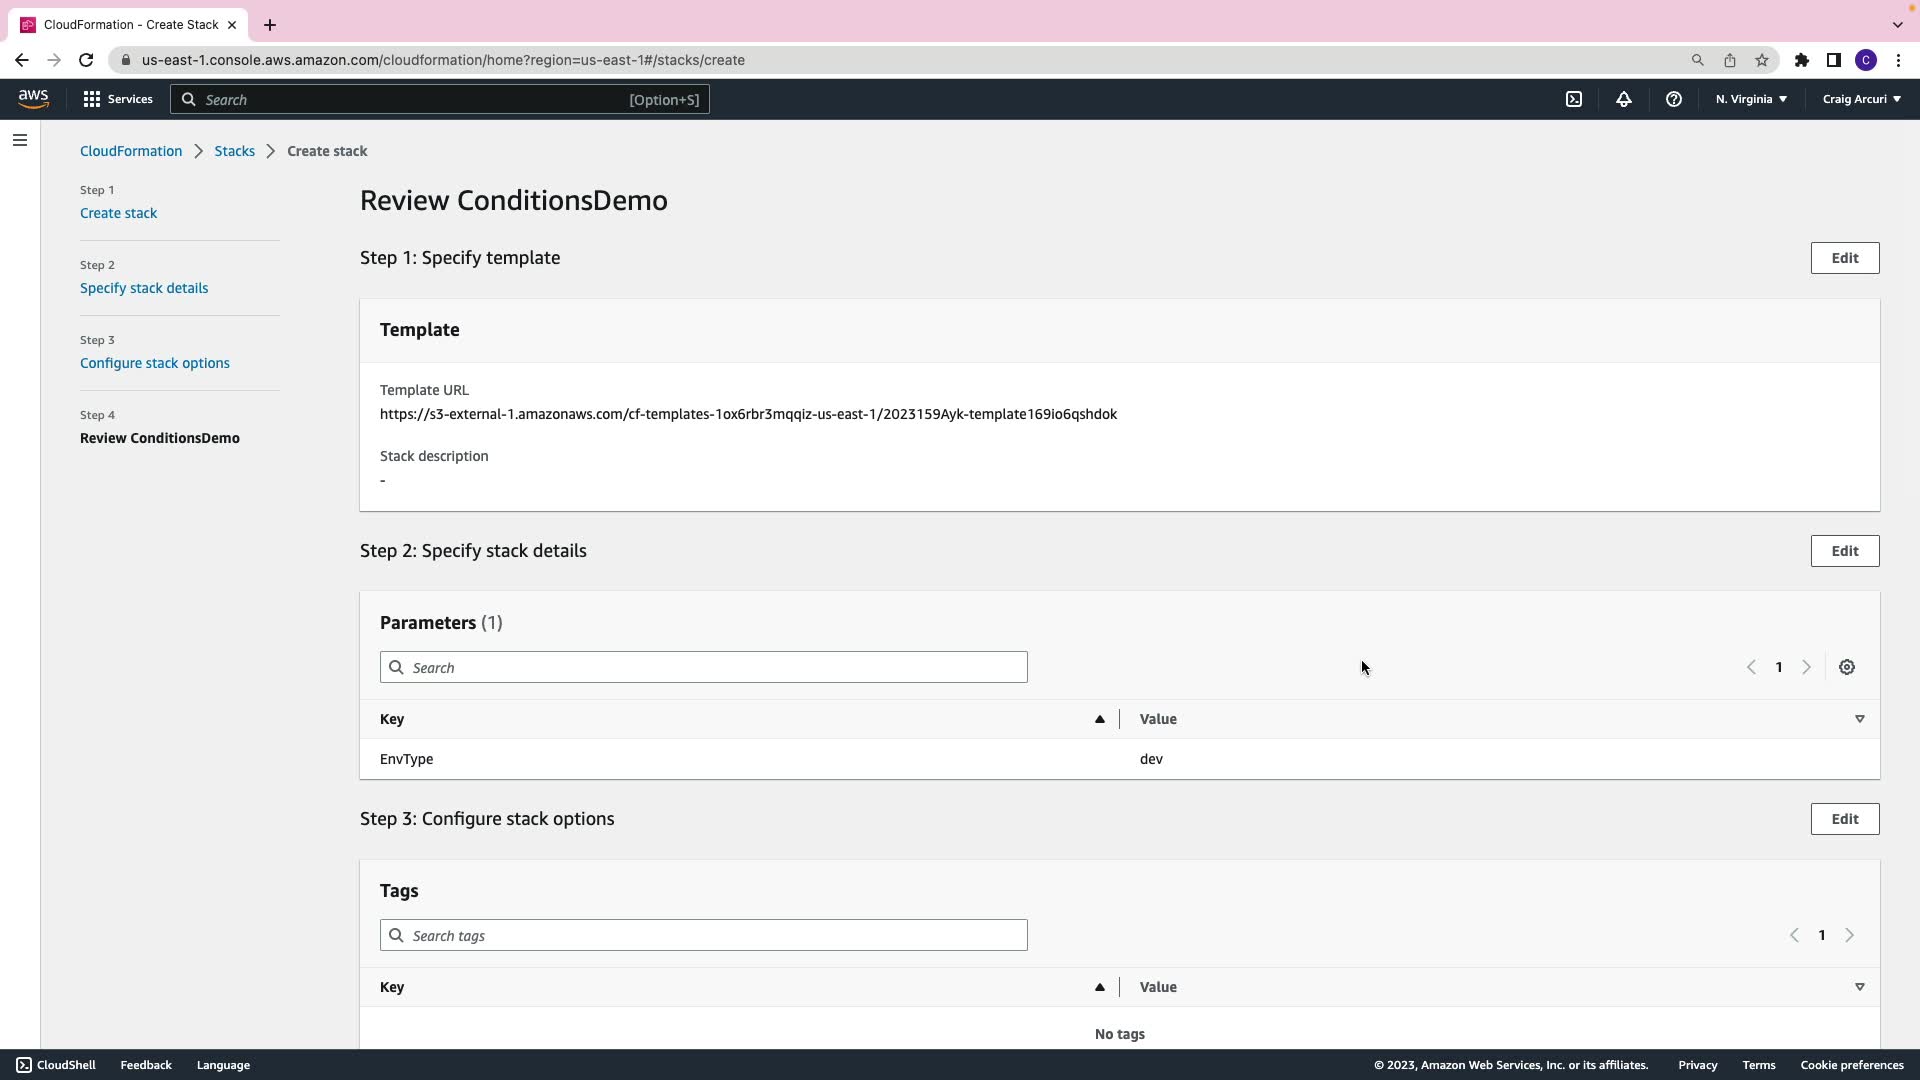 CloudFormation - Create Stack
us-east-1.console.aws.amazon.com/cloudformation/home?region=us-east-1#/stacks/create
C
aws
Services
Search
[Option+S]
N. Virginia
Craig Arcuri
CloudFormation
Stacks
Create stack
Step 1
Create stack
Step 2
Specify stack details
Step 3
Configure stack options
Step 4
Review ConditionsDemo
Review ConditionsDemo
Step 1: Specify template
Edit
Template
Template URL
https://s3-external-1.amazonaws.com/cf-templates-1ox6rbr3mqqiz-us-east-1/2023159Ayk-template169io6qshdok
Stack description
-
Step 2: Specify stack details
Edit
Parameters (1)
Search
1
Key
Value
EnvType
dev
Step 3: Configure stack options
Edit
Tags
Search tags
1
Key
Value
No tags
CloudShell
Feedback
Language
© 2023, Amazon Web Services, Inc. or its affiliates.
Privacy
Terms
Cookie preferences